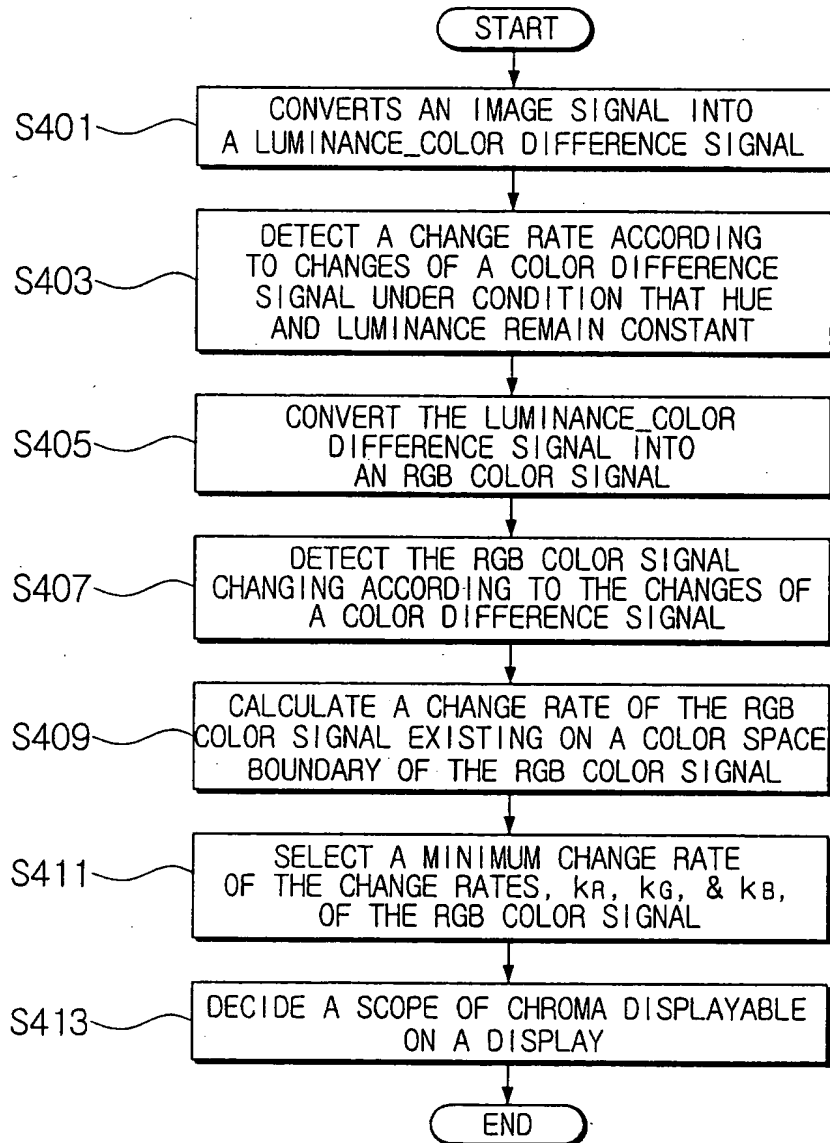 START
S401
CONVERTS AN IMAGE SIGNAL INTO
A LUMINANCE_COLOR DIFFERENCE SIGNAL
S403
DETECT A CHANGE RATE ACCORDING
TO CHANGES OF A COLOR DIFFERENCE
SIGNAL UNDER CONDITION THAT HUE
AND LUMINANCE REMAIN CONSTANT
S405
CONVERT THE LUMINANCE_COLOR
DIFFERENCE SIGNAL INTO
AN RGB COLOR SIGNAL
S407
DETECT THE RGB COLOR SIGNAL
CHANGING ACCORDING TO THE CHANGES OF
A COLOR DIFFERENCE SIGNAL
S409
CALCULATE A CHANGE RATE OF THE RGB
COLOR SIGNAL EXISTING ON A COLOR SPACE
BOUNDARY OF THE RGB COLOR SIGNAL
S411
SELECT A MINIMUM CHANGE RATE
OF THE CHANGE RATES, kR, kG, & kB,
OF THE RGB COLOR SIGNAL
S413
DECIDE A SCOPE OF CHROMA DISPLAYABLE
ON A DISPLAY
END